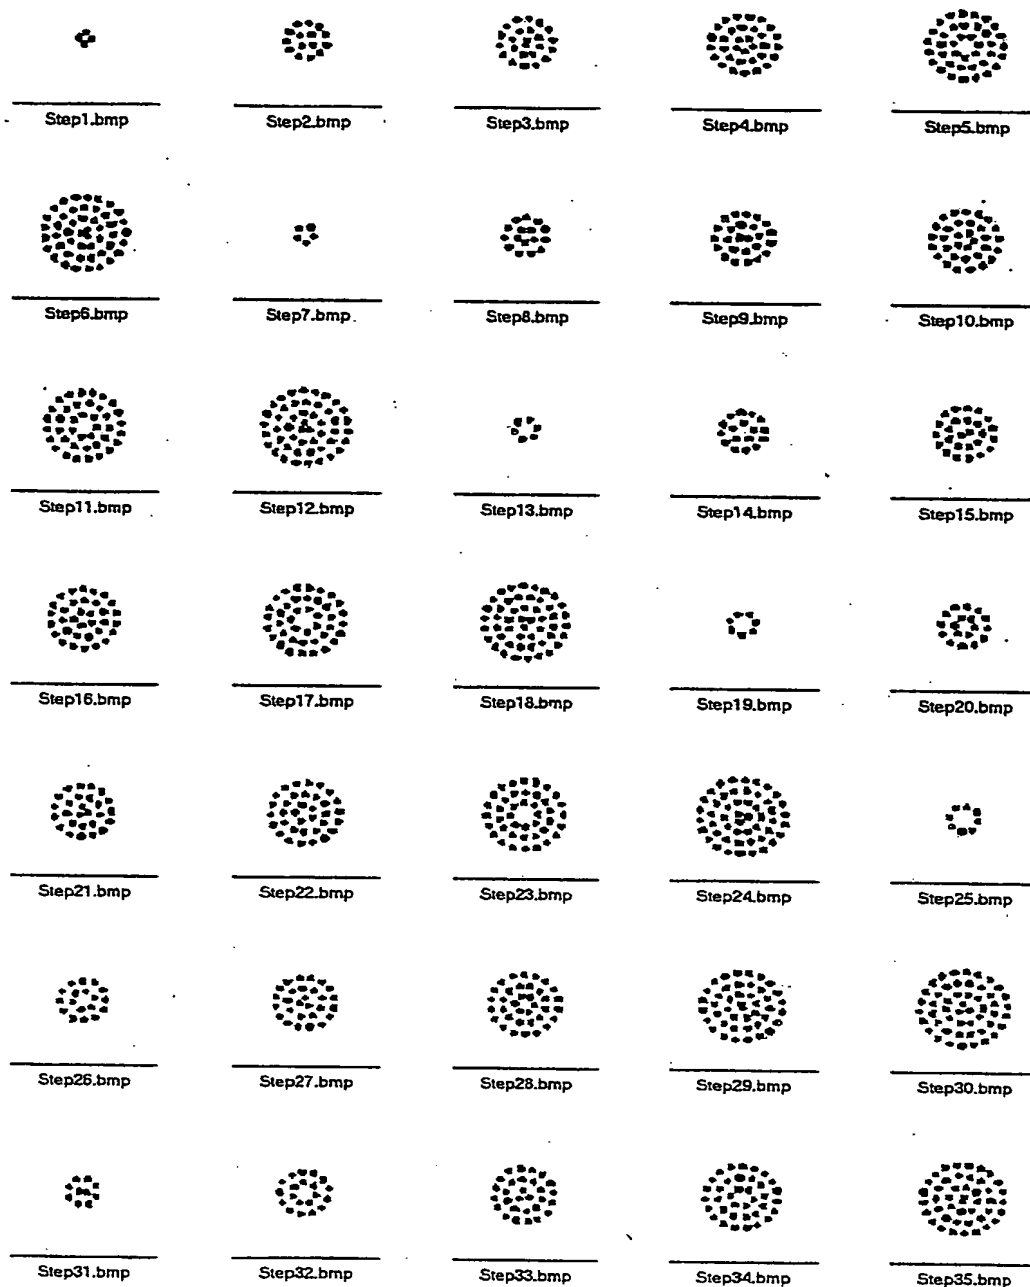 Step1.bmp Step2.bmp Step3.bmp Step4.bmp Step5.bmp
Step6.bmp Step7.bmp Step8.bmp Step9.bmp Step10.bmp
Step11.bmp Step12.bmp Step13.bmp Step14.bmp Step15.bmp
Step16.bmp Step17.bmp Step18.bmp Step19.bmp Step20.bmp
Step21.bmp Step22.bmp Step23.bmp Step24.bmp Step25.bmp
Step26.bmp Step27.bmp Step28.bmp Step29.bmp Step30.bmp
Step31.bmp Step32.bmp Step33.bmp Step34.bmp Step35.bmp